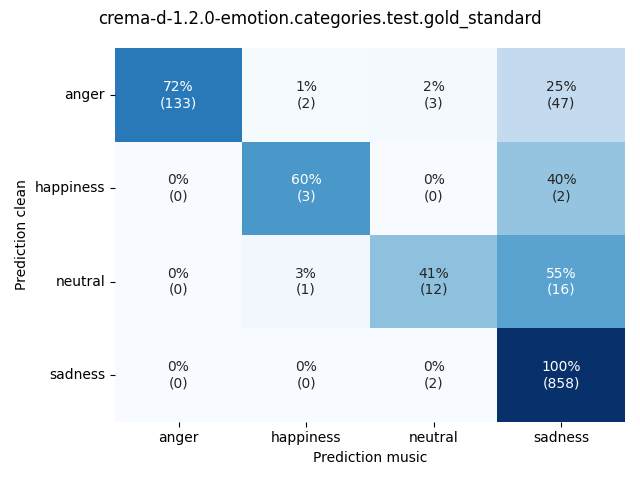 crema-d-1.2.0-emotion.categories.test.gold_standard
anger
72%
(133)
1%
(2)
2%
(3)
25%
(47)
happiness
0%
(0)
60%
(3)
0%
(0)
40%
(2)
neutral
0%
(0)
3%
(1)
41%
(12)
55%
(16)
sadness
0%
(0)
0%
(0)
0%
(2)
100%
(858)
Prediction clean
anger
happiness
neutral
sadness
Prediction music